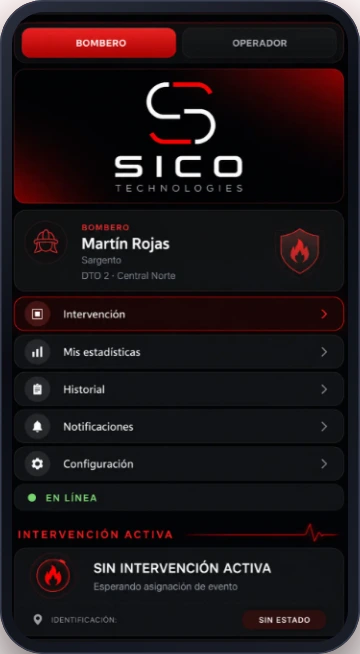 BOMBERO
OPERADOR
SICO
TECHNOLOGIES
BOMBERO
Martín Rojas
Sargento
DTO 2 - Central Norte
Intervención
Mis estadísticas
Historial
Notificaciones
Configuración
EN LÍNEA
INTERVENCIÓN ACTIVA
SIN INTERVENCIÓN ACTIVA
Esperando asignación de evento
IDENTIFICACIÓN:
SIN ESTADO